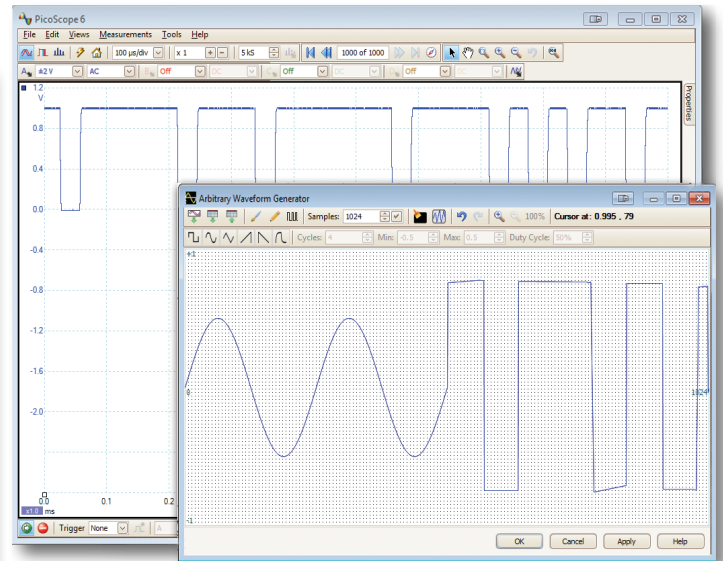 PicoScope 6
File Edit Views Measurements Tools Help
100 µs/div x 1 5 kS 1000 of 1000
A ±2 V AC B Off DC C Off DC D Off DC
1.2
V
0.8
0.4
0.0
-0.4
-0.8
-1.2
-1.6
-2.0
0.0 0.1 0.2
x1.0 ms
Trigger None A
Properties
Arbitrary Waveform Generator
Samples: 1024 100% Cursor at: 0.995 . 79
Cycles: 4 Min: -0.5 Max: 0.5 Duty Cycle: 50%
+1
0 1024
-1
OK Cancel Apply Help